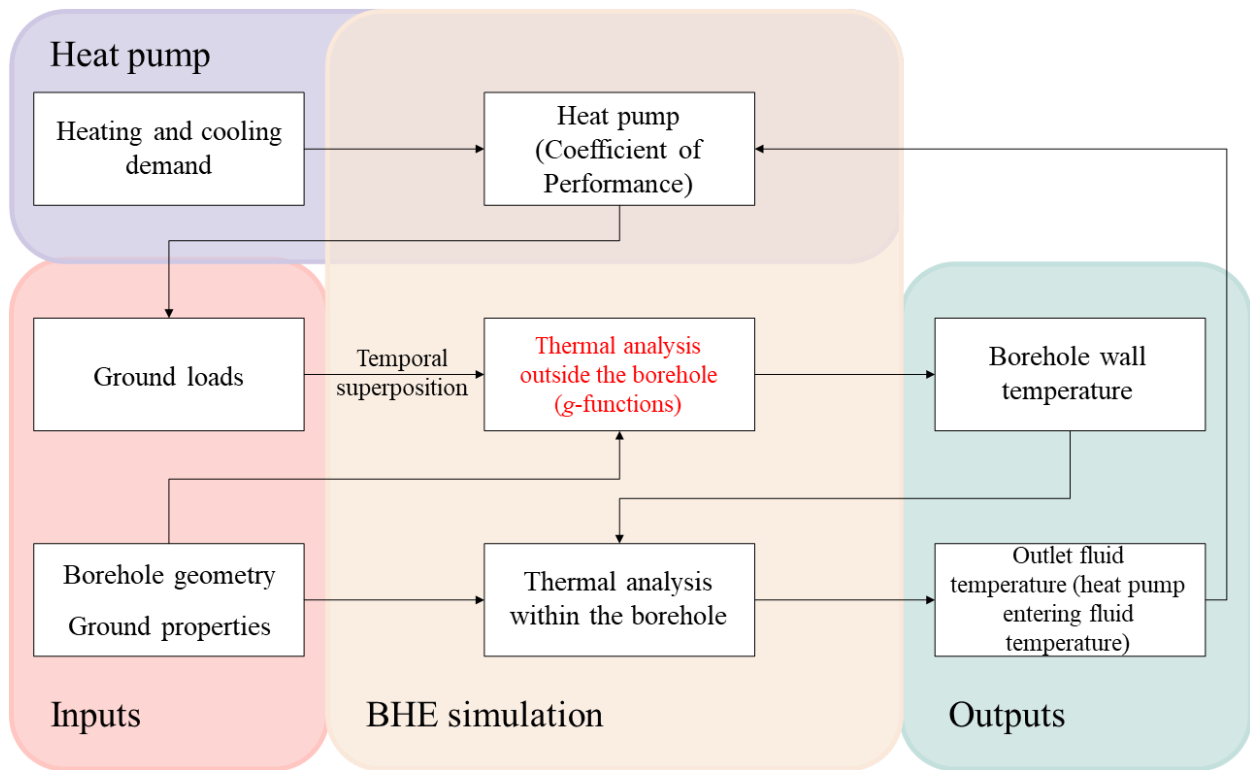 Heat pump
Heating and cooling
demand
Heat pump
(Coefficient of
Performance)
Ground loads
Temporal
superposition
Thermal analysis
outside the borehole
(g-functions)
Borehole wall
temperature
Borehole geometry
Ground properties
Thermal analysis
within the borehole
Outlet fluid
temperature (heat pump
entering fluid
temperature)
Inputs
BHE simulation
Outputs